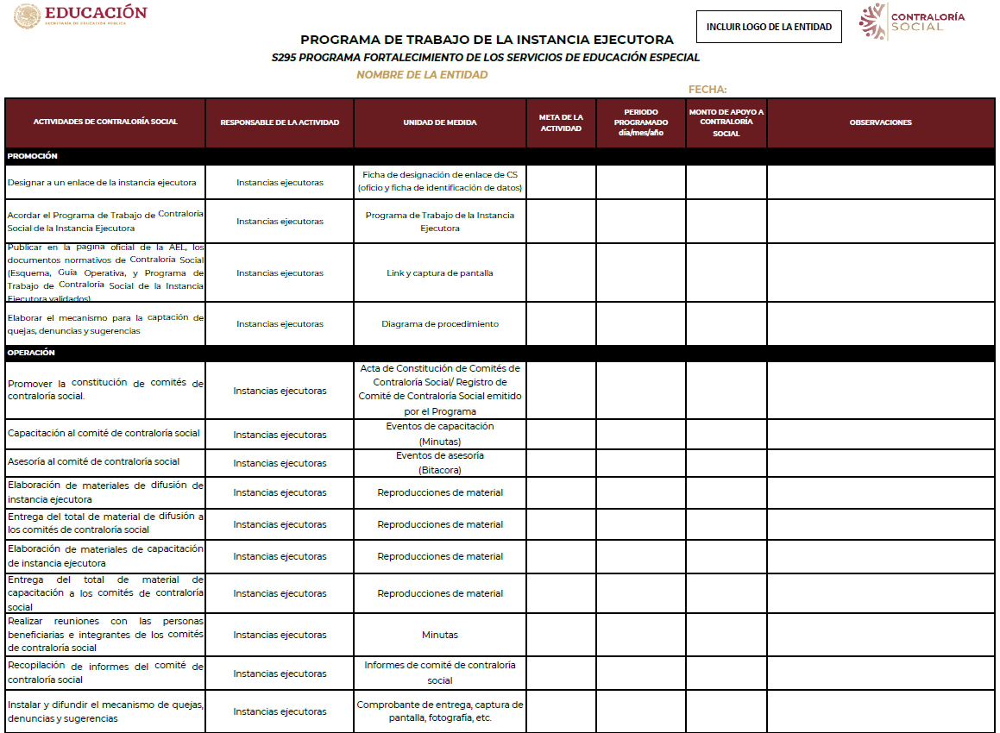 EDUCACIÓN
SECRETARÍA DE EDUCACIÓN PÚBLICA
INCLUIR LOGO DE LA ENTIDAD
CONTRALORÍA
SOCIAL
PROGRAMA DE TRABAJO DE LA INSTANCIA EJECUTORA
S295 PROGRAMA FORTALECIMIENTO DE LOS SERVICIOS DE EDUCACIÓN ESPECIAL
NOMBRE DE LA ENTIDAD
FECHA:
ACTIVIDADES DE CONTRALORÍA SOCIAL
RESPONSABLE DE LA ACTIVIDAD
UNIDAD DE MEDIDA
META DE LA
ACTIVIDAD
PERIODO
PROGRAMADO
día/mes/año
MONTO DE APOYO A
CONTRALORÍA
SOCIAL
OBSERVACIONES
PROMOCIÓN
Designar a un enlace de la instancia ejecutora
Instancias ejecutoras
Ficha de designación de enlace de CS
(oficio y ficha de identificación de datos)
Acordar el Programa de Trabajo de Contraloría
Social de la Instancia Ejecutora
Instancias ejecutoras
Programa de Trabajo de la Instancia
Ejecutora
Publicar en la página oficial de la AEL, los
documentos normativos de Contraloría Social
(Esquema, Guía Operativa, y Programa de
Trabajo de Contraloría Social de la Instancia
Ejecutora validados)
Instancias ejecutoras
Link y captura de pantalla
Elaborar el mecanismo para la captación de
quejas, denuncias y sugerencias
Instancias ejecutoras
Diagrama de procedimiento
OPERACIÓN
Promover la constitución de comités de
contraloría social.
Instancias ejecutoras
Acta de Constitución de Comités de
Contraloría Social/ Registro de
Comité de Contraloría Social emitido
por el Programa
Capacitación al comité de contraloría social
Instancias ejecutoras
Eventos de capacitación
(Minutas)
Asesoría al comité de contraloría social
Instancias ejecutoras
Eventos de asesoría
(Bitacora)
Elaboración de materiales de difusión de
instancia ejecutora
Instancias ejecutoras
Reproducciones de material
Entrega del total de material de difusión a
los comités de contraloría social
Instancias ejecutoras
Reproducciones de material
Elaboración de materiales de capacitación
de instancia ejecutora
Instancias ejecutoras
Reproducciones de material
Entrega del total de material de
capacitación a los comités de contraloría
social
Instancias ejecutoras
Reproducciones de material
Realizar reuniones con las personas
beneficiarias e integrantes de los comités
de contraloría social
Instancias ejecutoras
Minutas
Recopilación de informes del comité de
contraloría social
Instancias ejecutoras
Informes de comité de contraloría
social
Instalar y difundir el mecanismo de quejas,
denuncias y sugerencias
Instancias ejecutoras
Comprobante de entrega, captura de
pantalla, fotografía, etc.